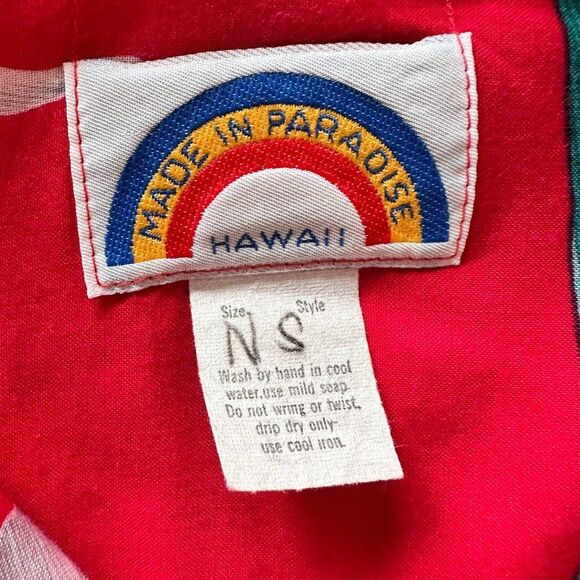 MADE IN PARADISE
HAWAII
Size Style
N S
Wash by hand in cool
water,use mild soap.
Do not wring or twist,
drip dry only-
use cool iron.